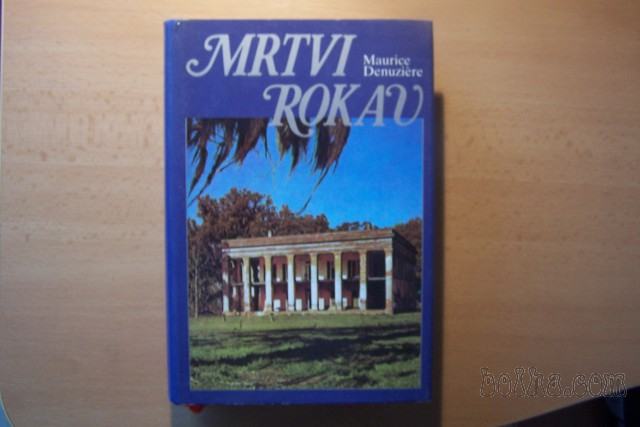 MRTVI
Maurice
Denuzière
ROKAV
bolha.com